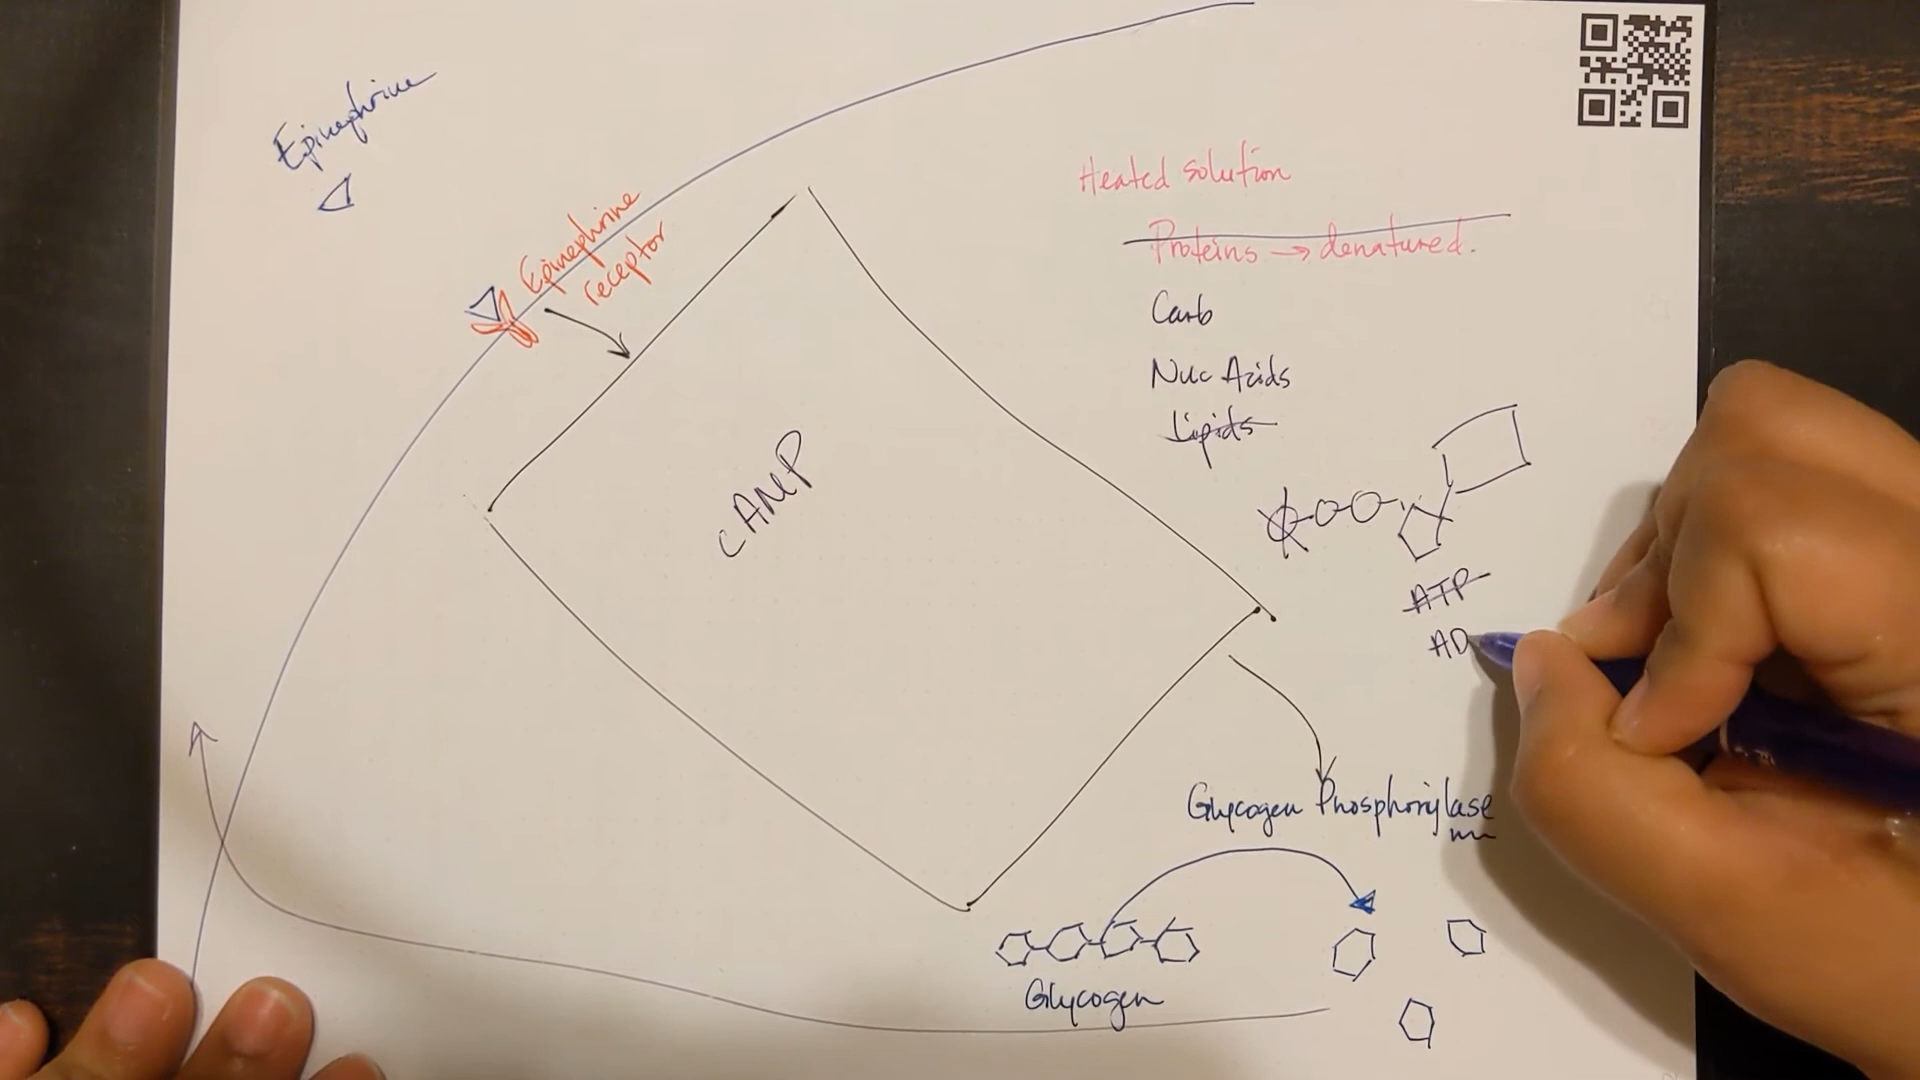 Epinephrine
Epinephrine
receptor
cAMP
Heated solution
Proteins → denatured.
Carb
Nuc Acids
Lipids
ATP
AD
Glycogen Phosphorylase
Glycogen